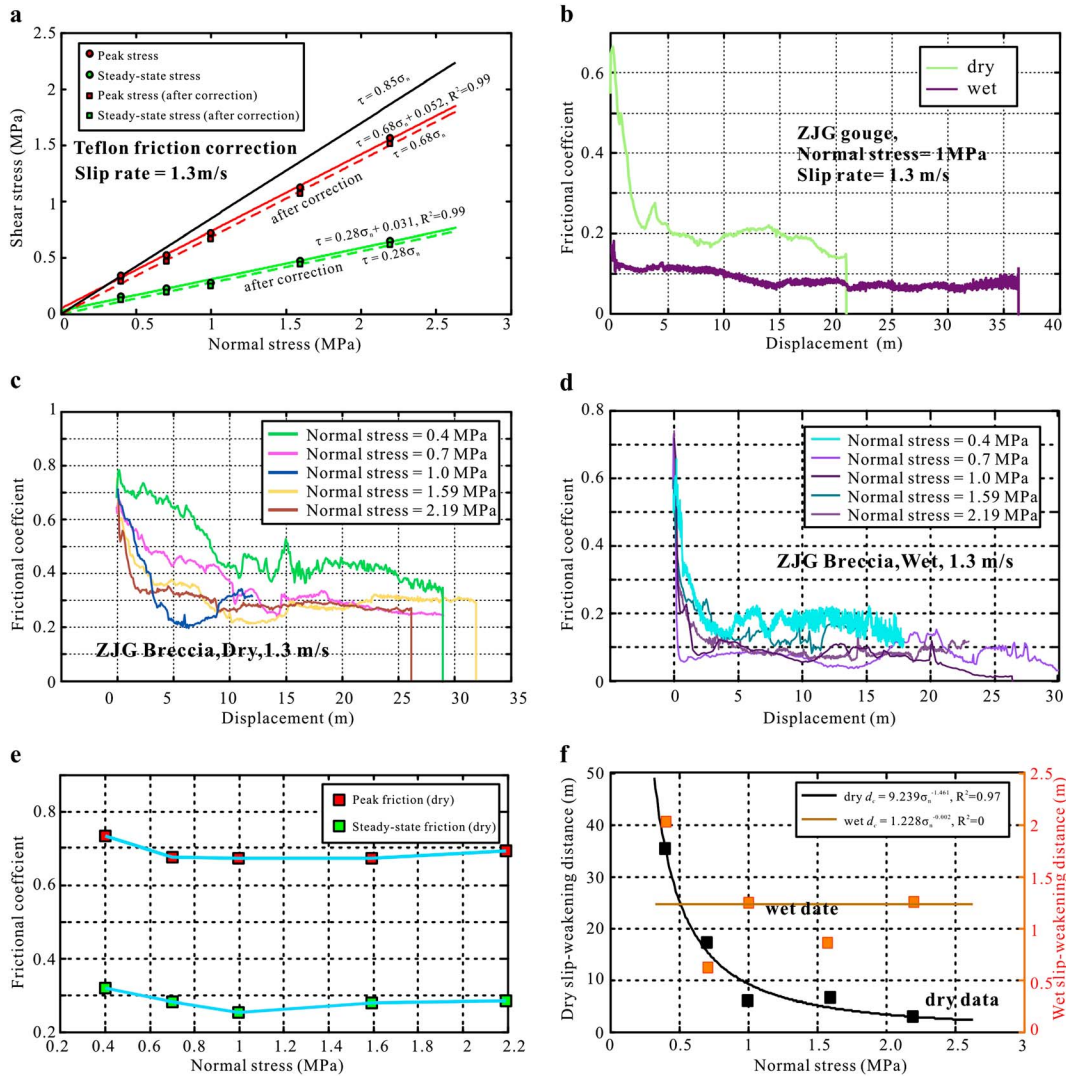 a
2.5
2
1.5
1
0.5
0
Shear stress (MPa)
Peak stress
Steady-state stress
Peak stress (after correction)
Steady-state stress (after correction)
Teflon friction correction
Slip rate = 1.3m/s
τ = 0.85σn
τ = 0.68σn + 0.052, R²=0.99
τ = 0.68σn
after correction
τ = 0.28σn + 0.031, R²=0.99
τ = 0.28σn
after correction
0 0.5 1 1.5 2 2.5 3
Normal stress (MPa)
b
0.6
0.4
0.2
0
Frictional coeffcient
dry
wet
ZJG gouge,
Normal stress= 1MPa
Slip rate= 1.3 m/s
0 5 10 15 20 25 30 35 40
Displacement (m)
c
1
0.8
0.6
0.4
0.2
0
Frictional coeffcient
Normal stress = 0.4 MPa
Normal stress = 0.7 MPa
Normal stress = 1.0 MPa
Normal stress = 1.59 MPa
Normal stress = 2.19 MPa
ZJG Breccia,Dry,1.3 m/s
0 5 10 15 20 25 30 35
Displacement (m)
d
0.8
0.6
0.4
0.2
0
Frictional coeffcient
Normal stress = 0.4 MPa
Normal stress = 0.7 MPa
Normal stress = 1.0 MPa
Normal stress = 1.59 MPa
Normal stress = 2.19 MPa
ZJG Breccia,Wet, 1.3 m/s
0 5 10 15 20 25 30
Displacement (m)
e
0.8
0.6
0.4
0.2
Frictional coeffcient
Peak friction (dry)
Steady-state friction (dry)
0.2 0.4 0.6 0.8 1 1.2 1.4 1.6 1.8 2.0 2.2
Normal stress (MPa)
f
50
40
30
20
10
0
Dry slip-weakening distance (m)
dry dc = 9.239σn^-1.461, R²=0.97
wet dc = 1.228σn^-0.002, R²=0
wet date
dry data
0 0.5 1 1.5 2 2.5 3
Normal stress (MPa)
2.5
2
1.5
1
0.5
0
Wet slip-weakening distance (m)